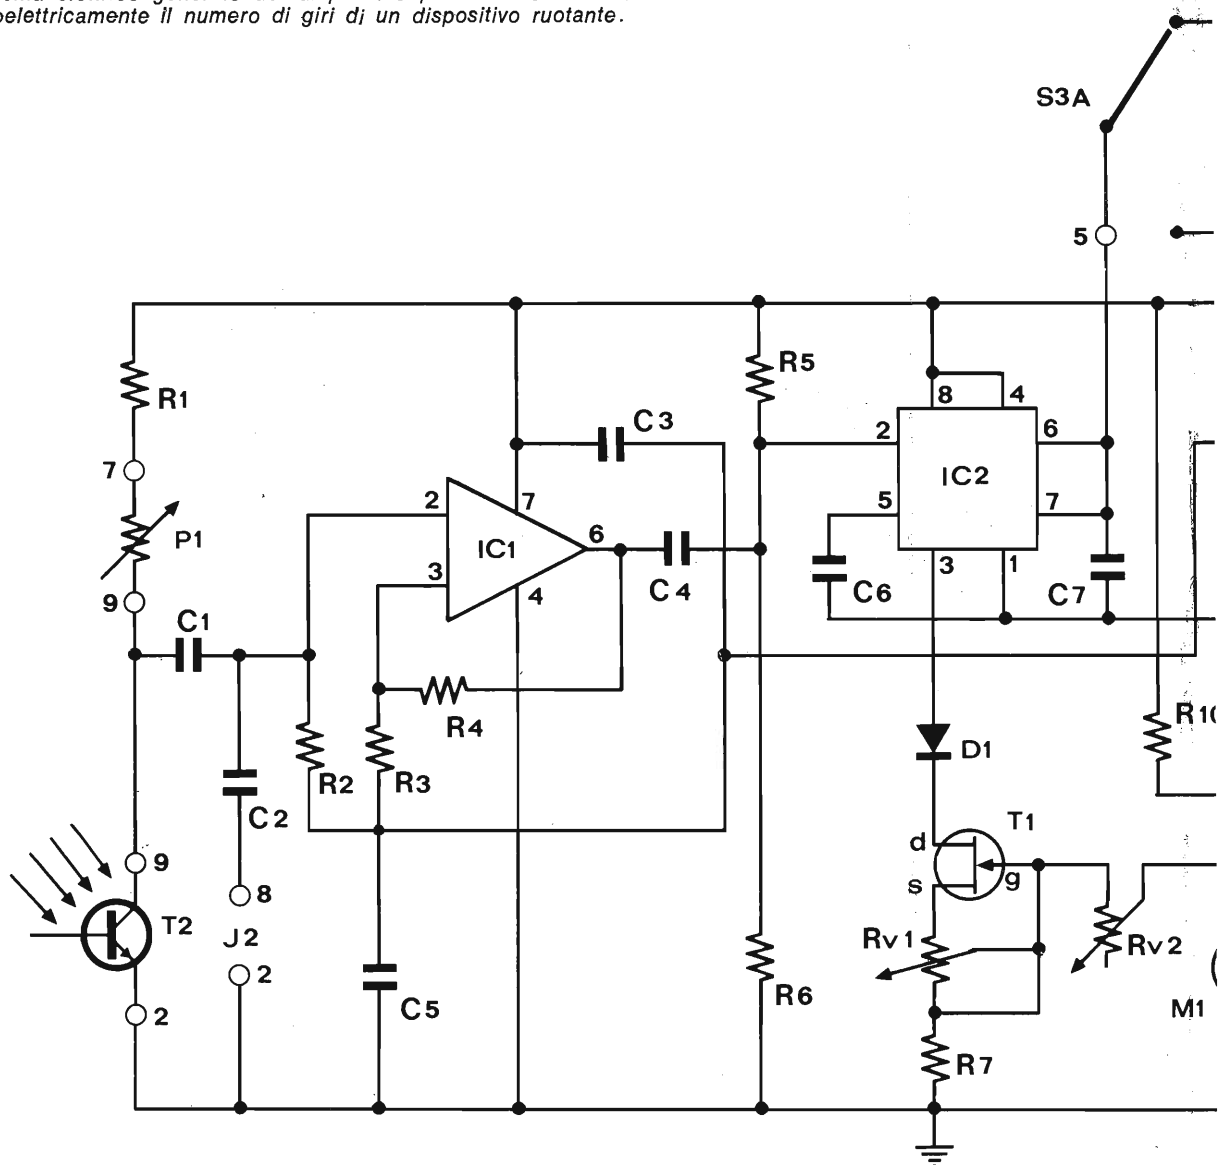 oelettricamente il numero di giri di un dispositivo ruotante.
S3A
5
R1
R5
C3
8 4
2 6
IC2
5 7
3 1
7
P1
9
2 7
IC1 6
3 4
C4
C6
C7
C1
R4
R2
R3
R10
D1
C2
T1
d
s
g
9
8
T2
J2
2
2
C5
R6
Rv1
Rv2
M1
R7